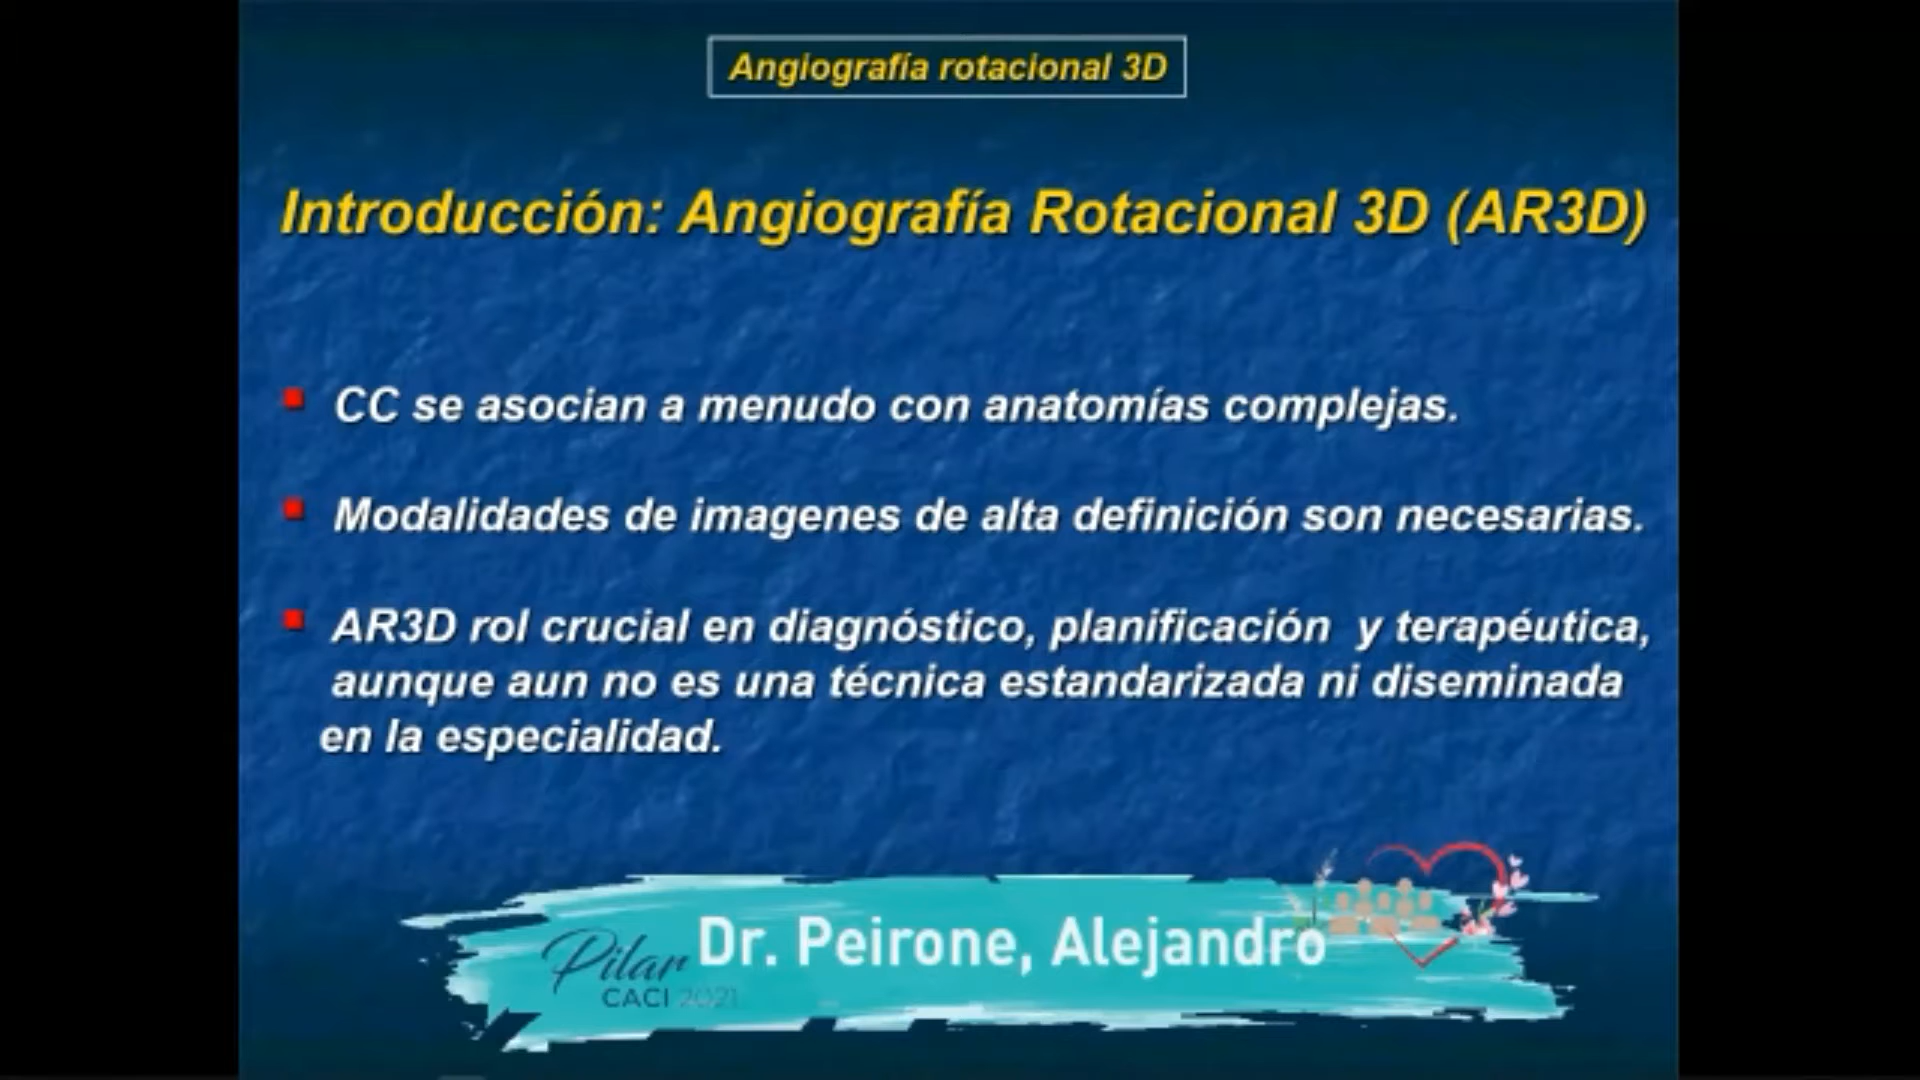 Angiografía rotacional 3D
Introducción: Angiografía Rotacional 3D (AR3D)
CC se asocian a menudo con anatomías complejas.
Modalidades de imagenes de alta definición son necesarias.
AR3D rol crucial en diagnóstico, planificación y terapéutica,
aunque aun no es una técnica estandarizada ni diseminada
en la especialidad.
Dr. Peirone, Alejandro
Pilar
CACI 2021